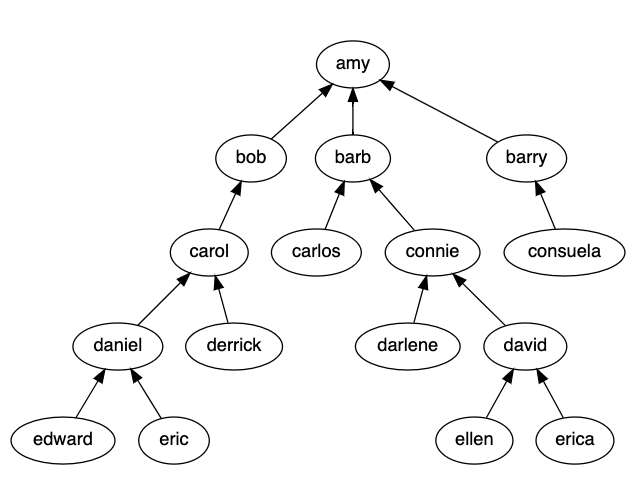 amy
bob
barb
barry
carol
carlos
connie
consuela
daniel
derrick
darlene
david
edward
eric
ellen
erica